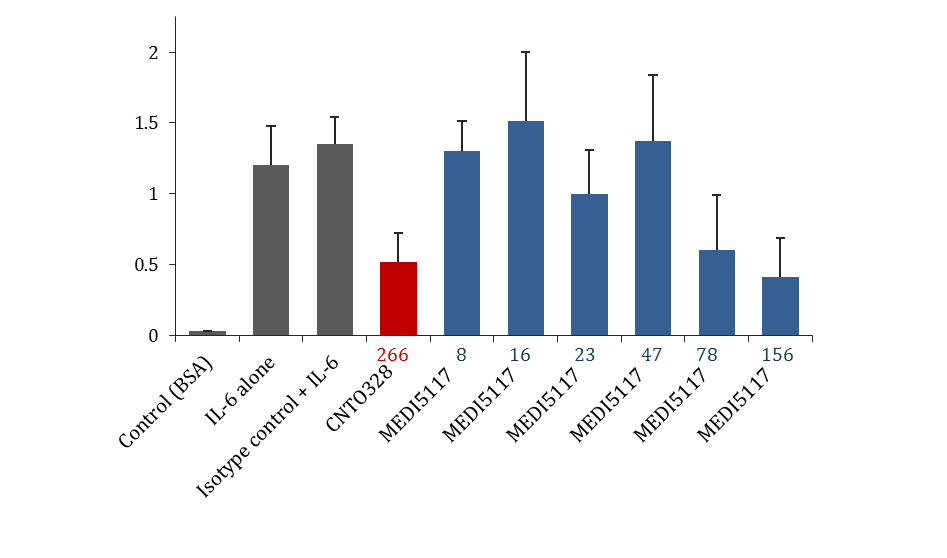 2
1.5
1
0.5
0
266 8 16 23 47 78 156
Control (BSA)
IL-6 alone
Isotype control + IL-6
CNTO328
MEDI5117
MEDI5117
MEDI5117
MEDI5117
MEDI5117
MEDI5117